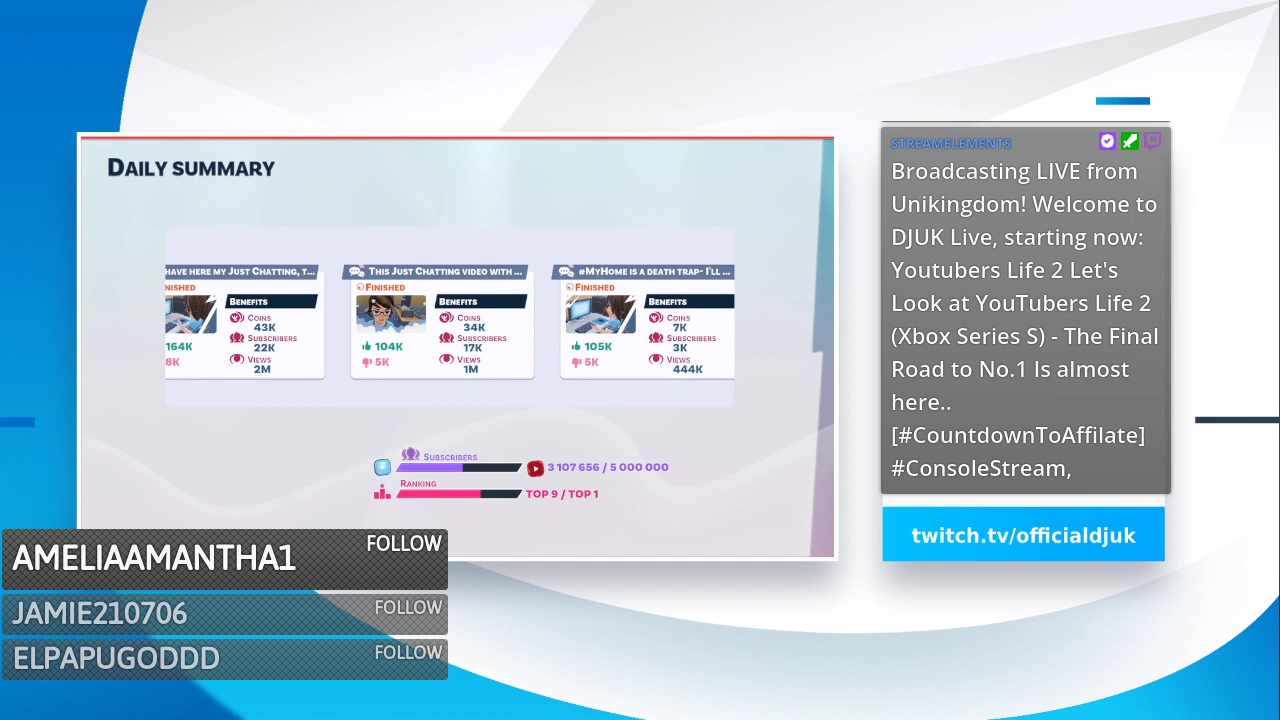 DAILY SUMMARY
HAVE HERE MY JUST CHATTING, T...
NISHED
BENEFITS
COINS
43K
SUBSCRIBERS
22K
VIEWS
2M
164K
8K
THIS JUST CHATTING VIDEO WITH ...
FINISHED
BENEFITS
COINS
34K
SUBSCRIBERS
17K
VIEWS
1M
104K
5K
#MYHOME IS A DEATH TRAP- I'LL ...
FINISHED
BENEFITS
COINS
7K
SUBSCRIBERS
3K
VIEWS
444K
105K
5K
SUBSCRIBERS
3 107 656 / 5 000 000
RANKING
TOP 9 / TOP 1
STREAMELEMENTS
Broadcasting LIVE from
Unikingdom! Welcome to
DJUK Live, starting now:
Youtubers Life 2 Let's
Look at YouTubers Life 2
(Xbox Series S) - The Final
Road to No.1 Is almost
here..
[#CountdownToAffilate]
#ConsoleStream,
twitch.tv/officialdjuk
AMELIAAMANTHA1 FOLLOW
JAMIE210706 FOLLOW
ELPAPUGODDD FOLLOW